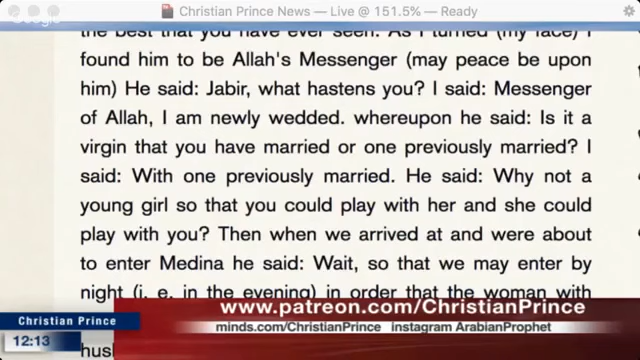 Christian Prince News — Live @ 151.5% — Ready
the best that you have ever seen. As I turned (my face) I
found him to be Allah's Messenger (may peace be upon
him) He said: Jabir, what hastens you? I said: Messenger
of Allah, I am newly wedded. whereupon he said: Is it a
virgin that you have married or one previously married? I
said: With one previously married. He said: Why not a
young girl so that you could play with her and she could
play with you? Then when we arrived at and were about
to enter Medina he said: Wait, so that we may enter by
night (i. e. in the evening) in order that the woman with
www.patreon.com/ChristianPrince
Christian Prince
minds.com/ChristianPrince instagram ArabianProphet
12:13